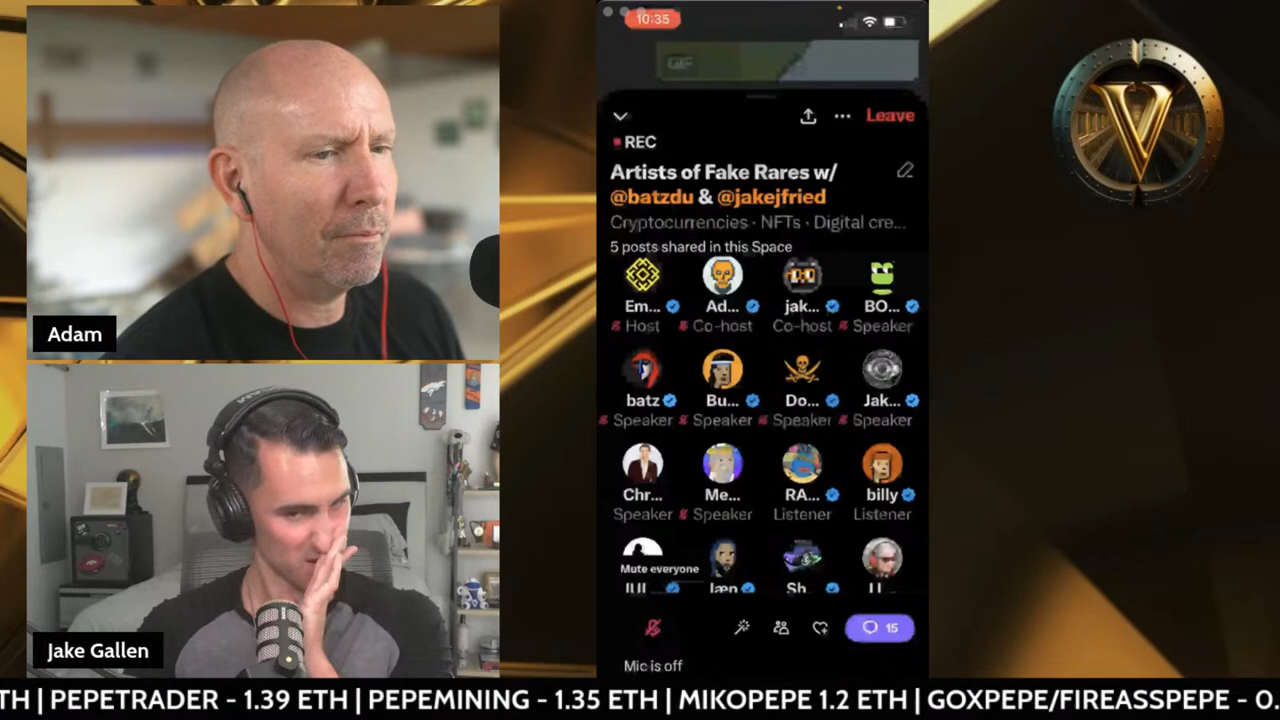 Adam
Jake Gallen
10:35
GIF
Leave
REC
Artists of Fake Rares w/
@batzdu & @jakejfried
Cryptocurrencies · NFTs · Digital cre...
5 posts shared in this Space
Em... Ad... jak... BO...
Host Co-host Co-host Speaker
batz Bu... Do... Jak...
Speaker Speaker Speaker Speaker
Chr... Me... RA... billy
Speaker Speaker Listener Listener
Mute everyone
15
Mic is off
V
TH | PEPETRADER - 1.39 ETH | PEPEMINING - 1.35 ETH | MIKOPEPE 1.2 ETH | GOXPEPE/FIREASSPEPE - 0.